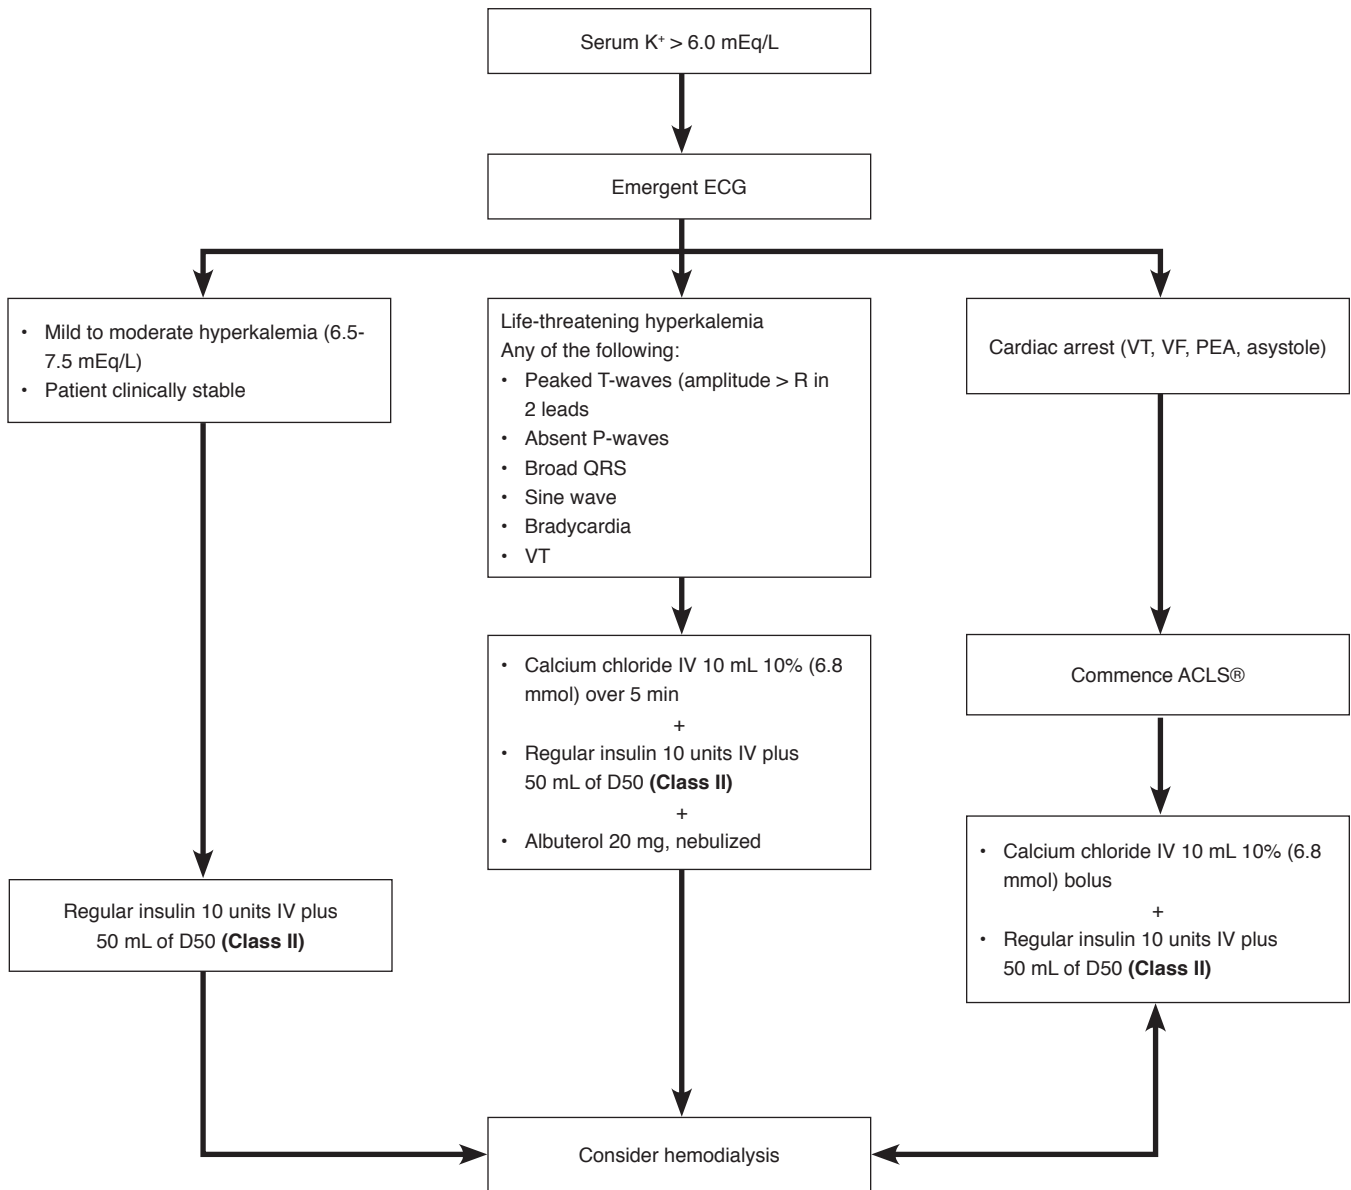 Serum K⁺ > 6.0 mEq/L
Emergent ECG
• Mild to moderate hyperkalemia (6.5-
7.5 mEq/L)
• Patient clinically stable
Life-threatening hyperkalemia
Any of the following:
• Peaked T-waves (amplitude > R in
2 leads
• Absent P-waves
• Broad QRS
• Sine wave
• Bradycardia
• VT
Cardiac arrest (VT, VF, PEA, asystole)
• Calcium chloride IV 10 mL 10% (6.8
mmol) over 5 min
+
• Regular insulin 10 units IV plus
50 mL of D50 (Class II)
+
• Albuterol 20 mg, nebulized
Commence ACLS®
Regular insulin 10 units IV plus
50 mL of D50 (Class II)
• Calcium chloride IV 10 mL 10% (6.8
mmol) bolus
+
• Regular insulin 10 units IV plus
50 mL of D50 (Class II)
Consider hemodialysis